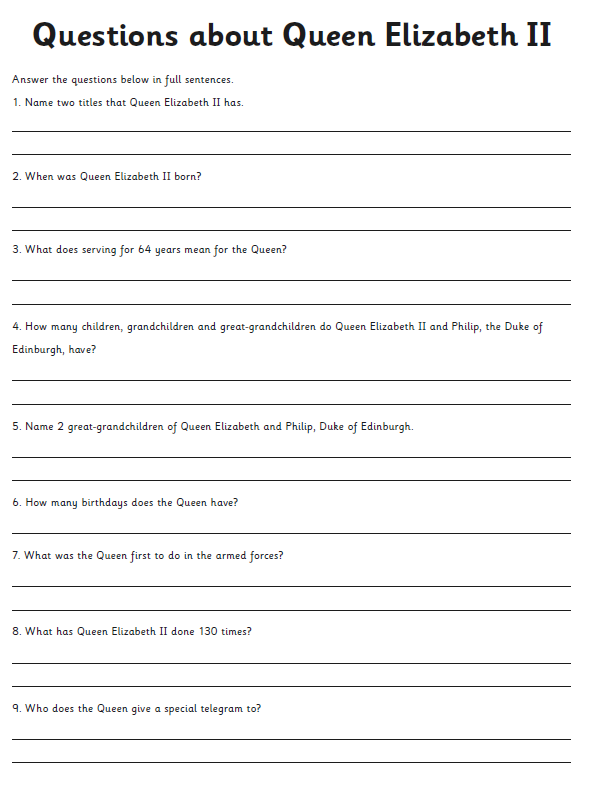 Questions about Queen Elizabeth II
Answer the questions below in full sentences.
1. Name two titles that Queen Elizabeth II has.
2. When was Queen Elizabeth II born?
3. What does serving for 64 years mean for the Queen?
4. How many children, grandchildren and great-grandchildren do Queen Elizabeth II and Philip, the Duke of
Edinburgh, have?
5. Name 2 great-grandchildren of Queen Elizabeth and Philip, Duke of Edinburgh.
6. How many birthdays does the Queen have?
7. What was the Queen first to do in the armed forces?
8. What has Queen Elizabeth II done 130 times?
9. Who does the Queen give a special telegram to?